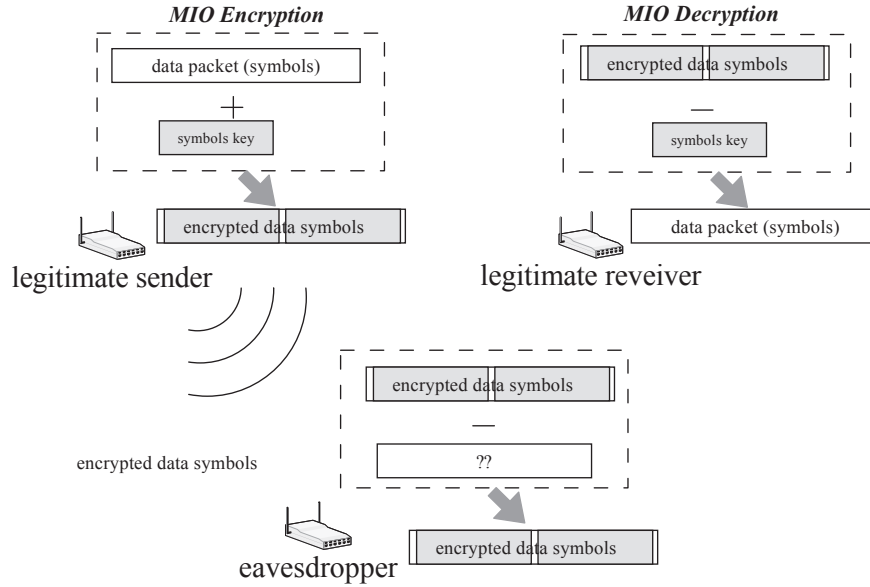 MIO Encryption
data packet (symbols)
+
symbols key
encrypted data symbols
legitimate sender
MIO Decryption
encrypted data symbols
—
symbols key
data packet (symbols)
legitimate reveiver
encrypted data symbols
encrypted data symbols
—
??
encrypted data symbols
eavesdropper